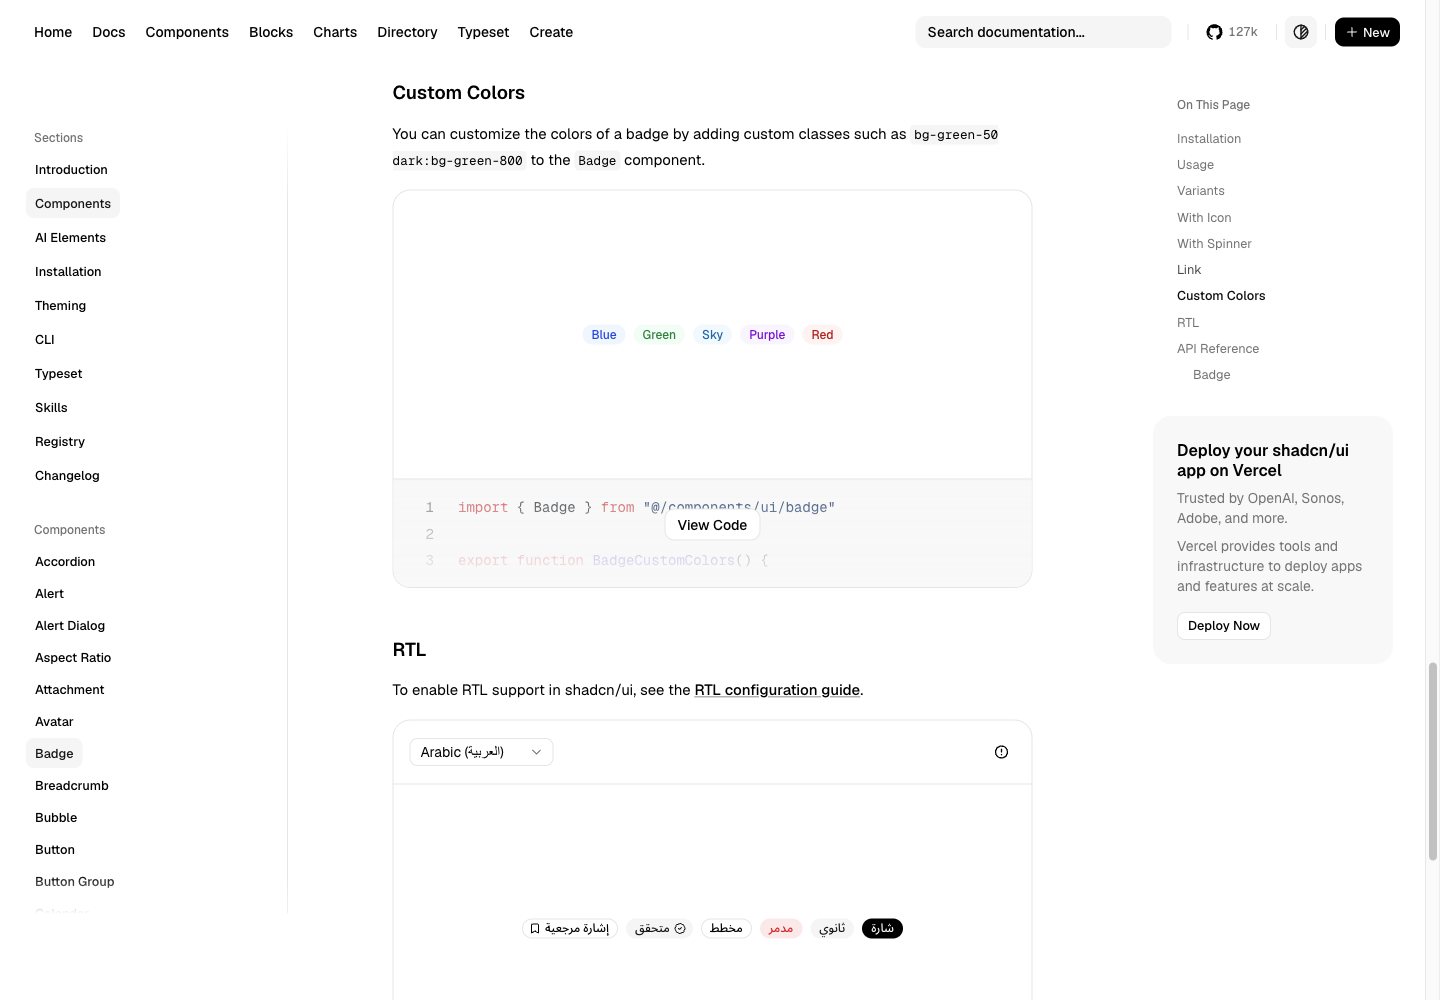 Home Docs Components Blocks Charts Directory Typeset Create
Search documentation...
127k
New
Sections
Introduction
Components
AI Elements
Installation
Theming
CLI
Typeset
Skills
Registry
Changelog
Components
Accordion
Alert
Alert Dialog
Aspect Ratio
Attachment
Avatar
Badge
Breadcrumb
Bubble
Button
Button Group
Calendar
Custom Colors
You can customize the colors of a badge by adding custom classes such as bg-green-50
dark:bg-green-800 to the Badge component.
Blue Green Sky Purple Red
1 import { Badge } from "@/components/ui/badge"
View Code
2
3 export function BadgeCustomColors() {
RTL
To enable RTL support in shadcn/ui, see the RTL configuration guide.
Arabic (العربية)
شارة ثانوي مدمر مخطط متحقق إشارة مرجعية
On This Page
Installation
Usage
Variants
With Icon
With Spinner
Link
Custom Colors
RTL
API Reference
Badge
Deploy your shadcn/ui
app on Vercel
Trusted by OpenAI, Sonos,
Adobe, and more.
Vercel provides tools and
infrastructure to deploy apps
and features at scale.
Deploy Now